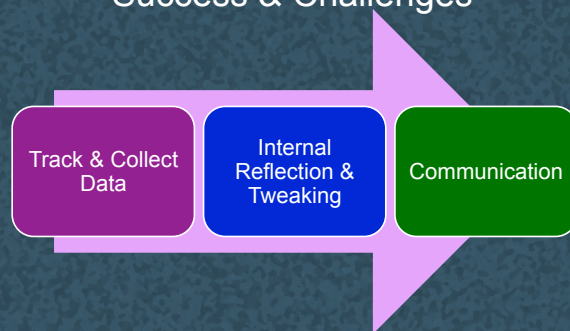 Success & Challenges
Track & Collect
Data
Internal
Reflection &
Tweaking
Communication